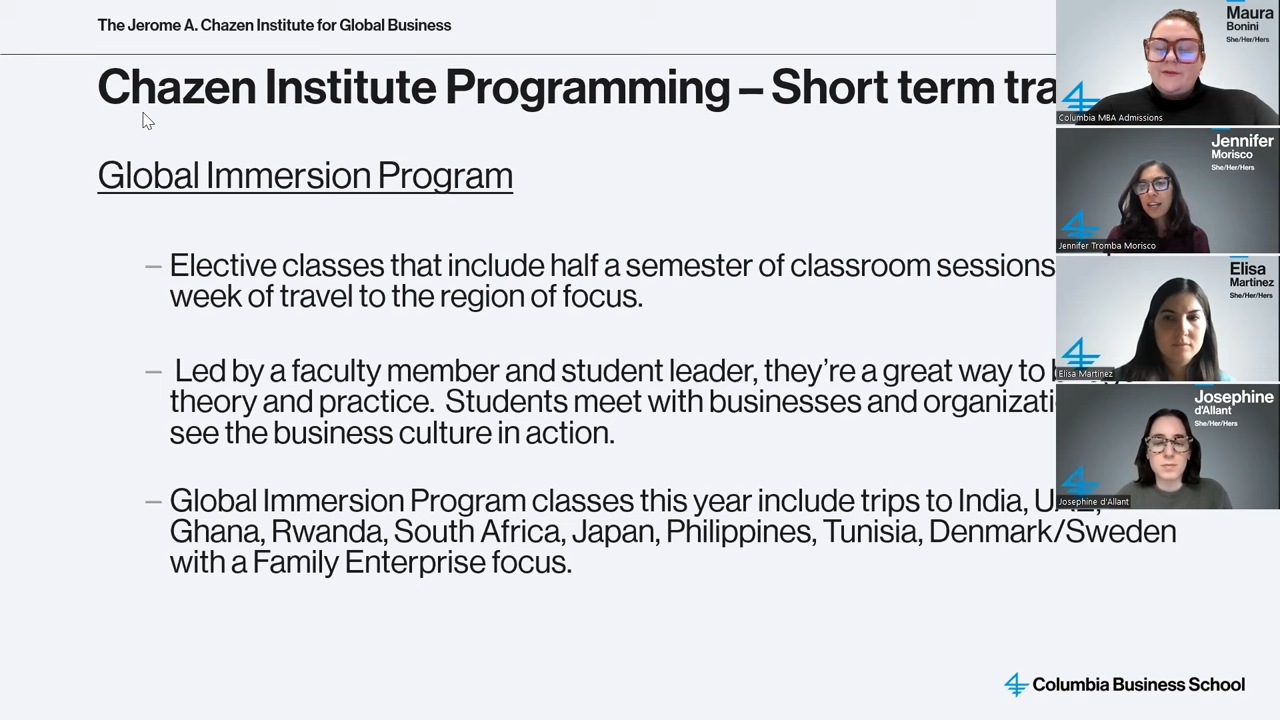 The Jerome A. Chazen Institute for Global Business
Chazen Institute Programming – Short term
Global Immersion Program
– Elective classes that include half a semester of classroom sessions
week of travel to the region of focus.
– Led by a faculty member and student leader, they're a great way to
theory and practice. Students meet with businesses and
see the business culture in action.
– Global Immersion Program classes this year include trips to India,
Ghana, Rwanda, South Africa, Japan, Philippines, Tunisia, Denmark/Sweden
with a Family Enterprise focus.
Columbia Business School
Maura
Bonini
She/Her/Hers
Columbia MBA Admissions
Jennifer
Morisco
She/Her/Hers
Jennifer Tromba Morisco
Elisa
Martinez
She/Her/Hers
Elisa Martinez
Josephine
d'Allant
She/Her/Hers
Josephine d'Allant